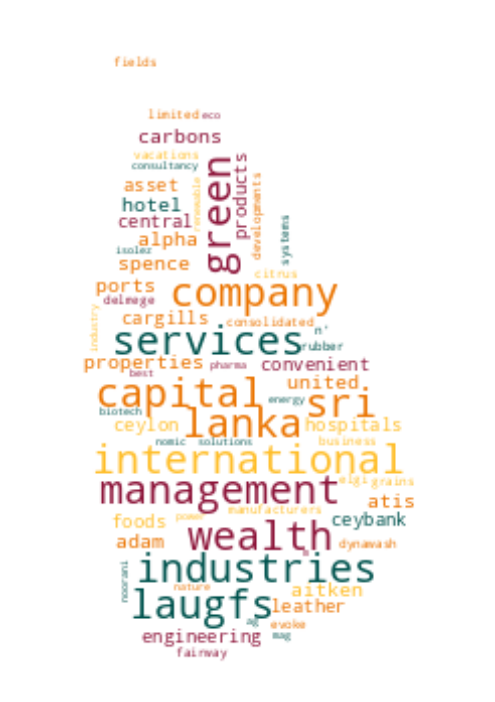 fields
limited eco
carbons
vacations
consultancy
green
products
asset
renewable
developments
hotel
central
systems
alpha
isolez
spence
citrus
ports
company
delmege
cargills
consolidated
industry
services
n'
rubber
properties
pharma
convenient
best
united
capital
energy
sri
biotech
lanka
ceylon
hospitals
nomic solutions
business
international
management
elgi grains
atis
foods
power
manufacturers
ceybank
wealth
adam
dynawash
industries
noorani
nature
aitken
laugfs
leather
ag
evoke
engineering
mag
fairway